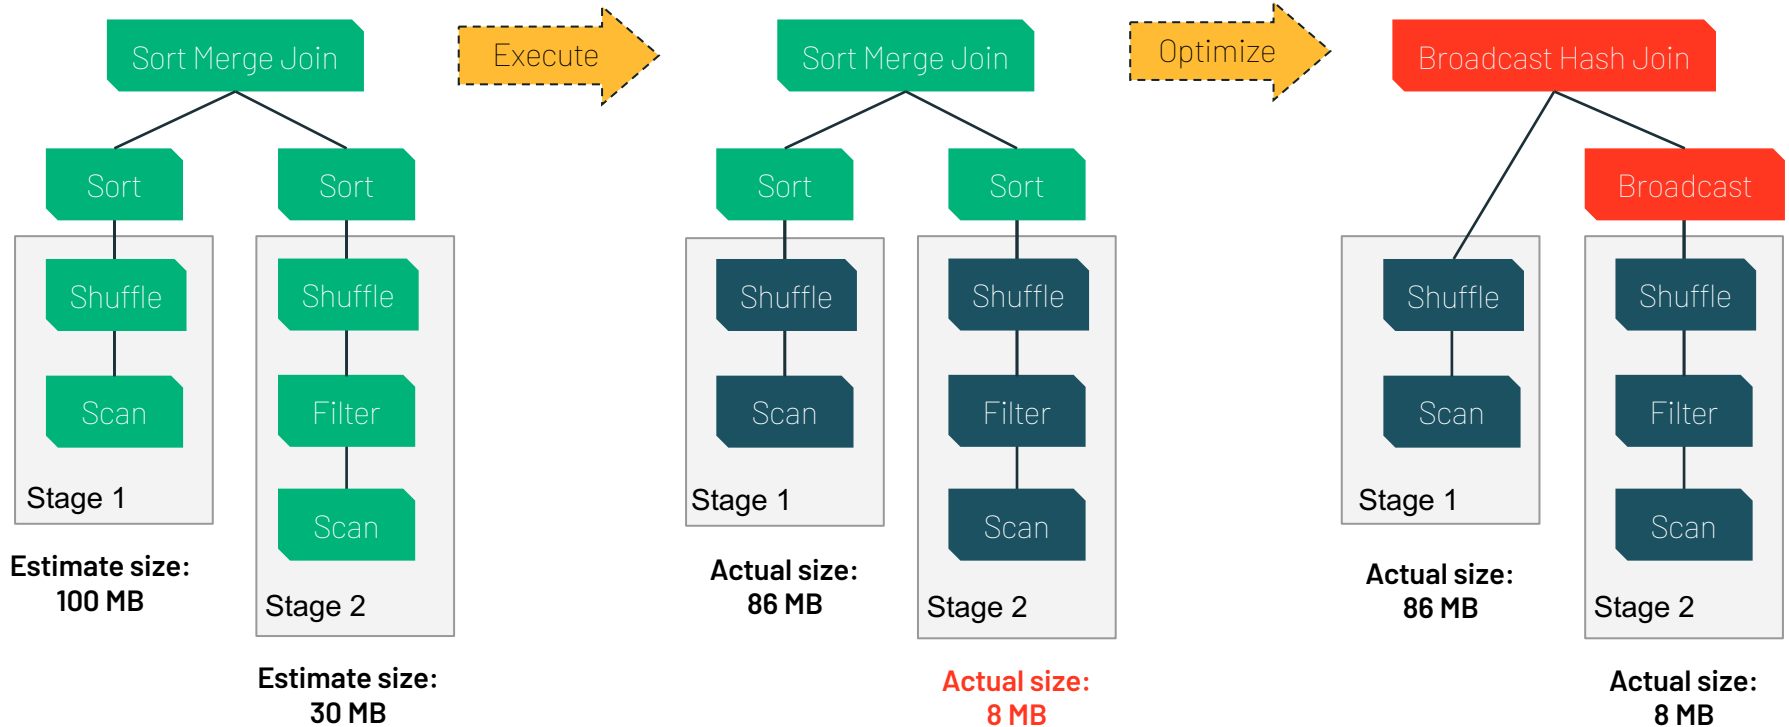 Sort Merge Join
Execute
Sort Merge Join
Optimize
Broadcast Hash Join
Sort
Sort
Sort
Sort
Broadcast
Shuffle
Shuffle
Shuffle
Shuffle
Shuffle
Shuffle
Scan
Filter
Scan
Filter
Scan
Filter
Stage 1
Scan
Stage 1
Scan
Stage 1
Scan
Estimate size:
100 MB
Stage 2
Actual size:
86 MB
Stage 2
Actual size:
86 MB
Stage 2
Estimate size:
30 MB
Actual size:
8 MB
Actual size:
8 MB